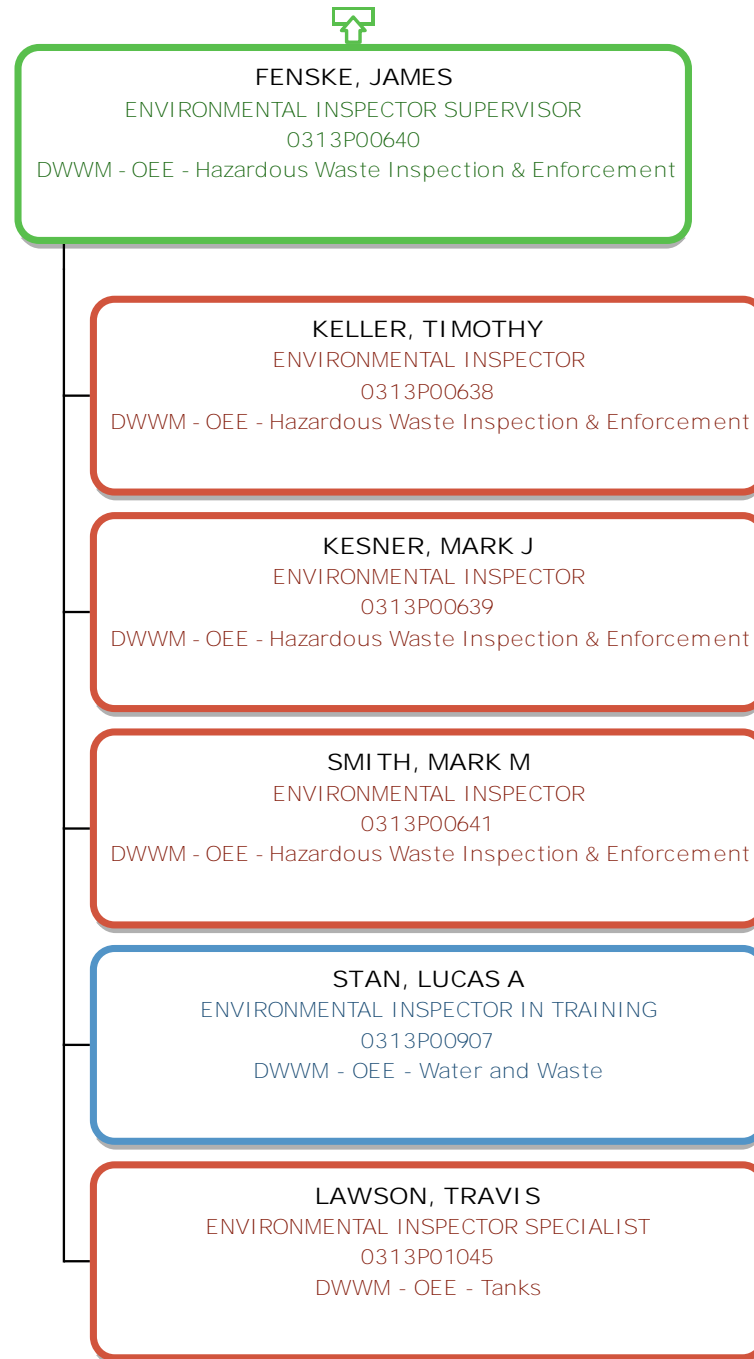 FENSKE, JAMES
ENVIRONMENTAL INSPECTOR SUPERVISOR
0313P00640
DWWM - OEE - Hazardous Waste Inspection & Enforcement
KELLER, TIMOTHY
ENVIRONMENTAL INSPECTOR
0313P00638
DWWM - OEE - Hazardous Waste Inspection & Enforcement
KESNER, MARK J
ENVIRONMENTAL INSPECTOR
0313P00639
DWWM - OEE - Hazardous Waste Inspection & Enforcement
SMITH, MARK M
ENVIRONMENTAL INSPECTOR
0313P00641
DWWM - OEE - Hazardous Waste Inspection & Enforcement
STAN, LUCAS A
ENVIRONMENTAL INSPECTOR IN TRAINING
0313P00907
DWWM - OEE - Water and Waste
LAWSON, TRAVIS
ENVIRONMENTAL INSPECTOR SPECIALIST
0313P01045
DWWM - OEE - Tanks